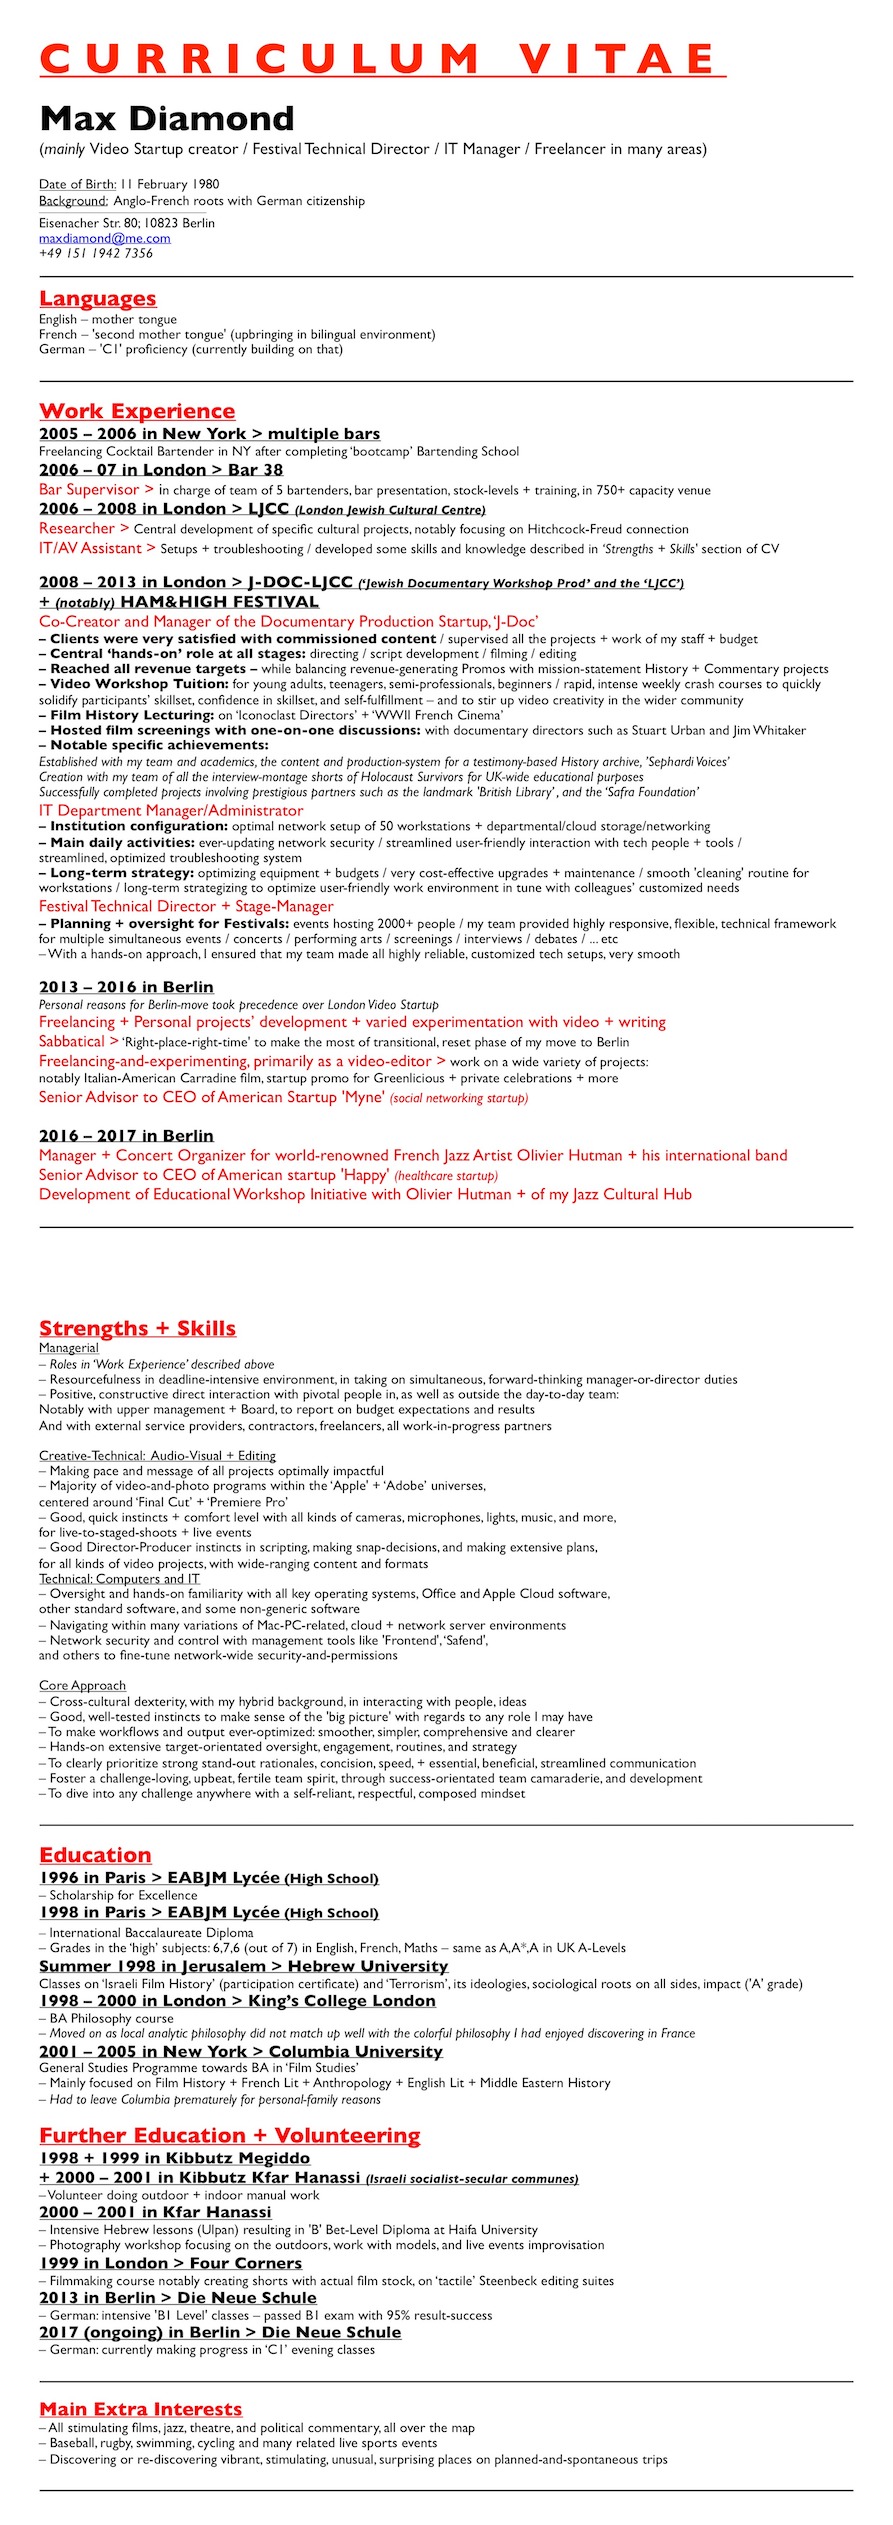 CURRICULUM VITAE
Max Diamond
(mainly Video Startup creator / Festival Technical Director / IT Manager / Freelancer in many areas)
Date of Birth: 11 February 1980
Background: Anglo-French roots with German citizenship
Eisenacher Str. 80; 10823 Berlin
maxdiamond@me.com
+49 151 1942 7356
Languages
English – mother tongue
French – 'second mother tongue' (upbringing in bilingual environment)
German – 'C1' proficiency (currently building on that)
Work Experience
2005 – 2006 in New York > multiple bars
Freelancing Cocktail Bartender in NY after completing 'bootcamp' Bartending School
2006 – 07 in London > Bar 38
Bar Supervisor > in charge of team of 5 bartenders, bar presentation, stock-levels + training, in 750+ capacity venue
2006 – 2008 in London > LJCC (London Jewish Cultural Centre)
Researcher > Central development of specific cultural projects, notably focusing on Hitchcock-Freud connection
IT/AV Assistant > Setups + troubleshooting / developed some skills and knowledge described in 'Strengths + Skills' section of CV
2008 – 2013 in London > J-DOC-LJCC ('Jewish Documentary Workshop Prod' and the 'LJCC')
+ (notably) HAM&HIGH FESTIVAL
Co-Creator and Manager of the Documentary Production Startup, 'J-Doc'
– Clients were very satisfied with commissioned content / supervised all the projects + work of my staff + budget
– Central 'hands-on' role at all stages: directing / script development / filming / editing
– Reached all revenue targets – while balancing revenue-generating Promos with mission-statement History + Commentary projects
– Video Workshop Tuition: for young adults, teenagers, semi-professionals, beginners / rapid, intense weekly crash courses to quickly
solidify participants' skillset, confidence in skillset, and self-fulfillment – and to stir up video creativity in the wider community
– Film History Lecturing: on 'Iconoclast Directors' + 'WWII French Cinema'
– Hosted film screenings with one-on-one discussions: with documentary directors such as Stuart Urban and Jim Whitaker
– Notable specific achievements:
Established with my team and academics, the content and production-system for a testimony-based History archive, 'Sephardi Voices'
Creation with my team of all the interview-montage shorts of Holocaust Survivors for UK-wide educational purposes
Successfully completed projects involving prestigious partners such as the landmark 'British Library' , and the 'Safra Foundation'
IT Department Manager/Administrator
– Institution configuration: optimal network setup of 50 workstations + departmental/cloud storage/networking
– Main daily activities: ever-updating network security / streamlined user-friendly interaction with tech people + tools /
streamlined, optimized troubleshooting system
– Long-term strategy: optimizing equipment + budgets / very cost-effective upgrades + maintenance / smooth 'cleaning' routine for
workstations / long-term strategizing to optimize user-friendly work environment in tune with colleagues' customized needs
Festival Technical Director + Stage-Manager
– Planning + oversight for Festivals: events hosting 2000+ people / my team provided highly responsive, flexible, technical framework
for multiple simultaneous events / concerts / performing arts / screenings / interviews / debates / ... etc
– With a hands-on approach, I ensured that my team made all highly reliable, customized tech setups, very smooth
2013 – 2016 in Berlin
Personal reasons for Berlin-move took precedence over London Video Startup
Freelancing + Personal projects' development + varied experimentation with video + writing
Sabbatical > 'Right-place-right-time' to make the most of transitional, reset phase of my move to Berlin
Freelancing-and-experimenting, primarily as a video-editor > work on a wide variety of projects:
notably Italian-American Carradine film, startup promo for Greenlicious + private celebrations + more
Senior Advisor to CEO of American Startup 'Myne' (social networking startup)
2016 – 2017 in Berlin
Manager + Concert Organizer for world-renowned French Jazz Artist Olivier Hutman + his international band
Senior Advisor to CEO of American startup 'Happy' (healthcare startup)
Development of Educational Workshop Initiative with Olivier Hutman + of my Jazz Cultural Hub
Strengths + Skills
Managerial
– Roles in 'Work Experience' described above
– Resourcefulness in deadline-intensive environment, in taking on simultaneous, forward-thinking manager-or-director duties
– Positive, constructive direct interaction with pivotal people in, as well as outside the day-to-day team:
Notably with upper management + Board, to report on budget expectations and results
And with external service providers, contractors, freelancers, all work-in-progress partners
Creative-Technical: Audio-Visual + Editing
– Making pace and message of all projects optimally impactful
– Majority of video-and-photo programs within the 'Apple' + 'Adobe' universes,
centered around 'Final Cut' + 'Premiere Pro'
– Good, quick instincts + comfort level with all kinds of cameras, microphones, lights, music, and more,
for live-to-staged-shoots + live events
– Good Director-Producer instincts in scripting, making snap-decisions, and making extensive plans,
for all kinds of video projects, with wide-ranging content and formats
Technical: Computers and IT
– Oversight and hands-on familiarity with all key operating systems, Office and Apple Cloud software,
other standard software, and some non-generic software
– Navigating within many variations of Mac-PC-related, cloud + network server environments
– Network security and control with management tools like 'Frontend', 'Safend',
and others to fine-tune network-wide security-and-permissions
Core Approach
– Cross-cultural dexterity, with my hybrid background, in interacting with people, ideas
– Good, well-tested instincts to make sense of the 'big picture' with regards to any role I may have
– To make workflows and output ever-optimized: smoother, simpler, comprehensive and clearer
– Hands-on extensive target-orientated oversight, engagement, routines, and strategy
– To clearly prioritize strong stand-out rationales, concision, speed, + essential, beneficial, streamlined communication
– Foster a challenge-loving, upbeat, fertile team spirit, through success-orientated team camaraderie, and development
– To dive into any challenge anywhere with a self-reliant, respectful, composed mindset
Education
1996 in Paris > EABJM Lycée (High School)
– Scholarship for Excellence
1998 in Paris > EABJM Lycée (High School)
– International Baccalaureate Diploma
– Grades in the 'high' subjects: 6,7,6 (out of 7) in English, French, Maths – same as A,A*,A in UK A-Levels
Summer 1998 in Jerusalem > Hebrew University
Classes on 'Israeli Film History' (participation certificate) and 'Terrorism', its ideologies, sociological roots on all sides, impact ('A' grade)
1998 – 2000 in London > King's College London
– BA Philosophy course
– Moved on as local analytic philosophy did not match up well with the colorful philosophy I had enjoyed discovering in France
2001 – 2005 in New York > Columbia University
General Studies Programme towards BA in 'Film Studies'
– Mainly focused on Film History + French Lit + Anthropology + English Lit + Middle Eastern History
– Had to leave Columbia prematurely for personal-family reasons
Further Education + Volunteering
1998 + 1999 in Kibbutz Megiddo
+ 2000 – 2001 in Kibbutz Kfar Hanassi (Israeli socialist-secular communes)
– Volunteer doing outdoor + indoor manual work
2000 – 2001 in Kfar Hanassi
– Intensive Hebrew lessons (Ulpan) resulting in 'B' Bet-Level Diploma at Haifa University
– Photography workshop focusing on the outdoors, work with models, and live events improvisation
1999 in London > Four Corners
– Filmmaking course notably creating shorts with actual film stock, on 'tactile' Steenbeck editing suites
2013 in Berlin > Die Neue Schule
– German: intensive 'B1 Level' classes – passed B1 exam with 95% result-success
2017 (ongoing) in Berlin > Die Neue Schule
– German: currently making progress in 'C1' evening classes
Main Extra Interests
– All stimulating films, jazz, theatre, and political commentary, all over the map
– Baseball, rugby, swimming, cycling and many related live sports events
– Discovering or re-discovering vibrant, stimulating, unusual, surprising places on planned-and-spontaneous trips